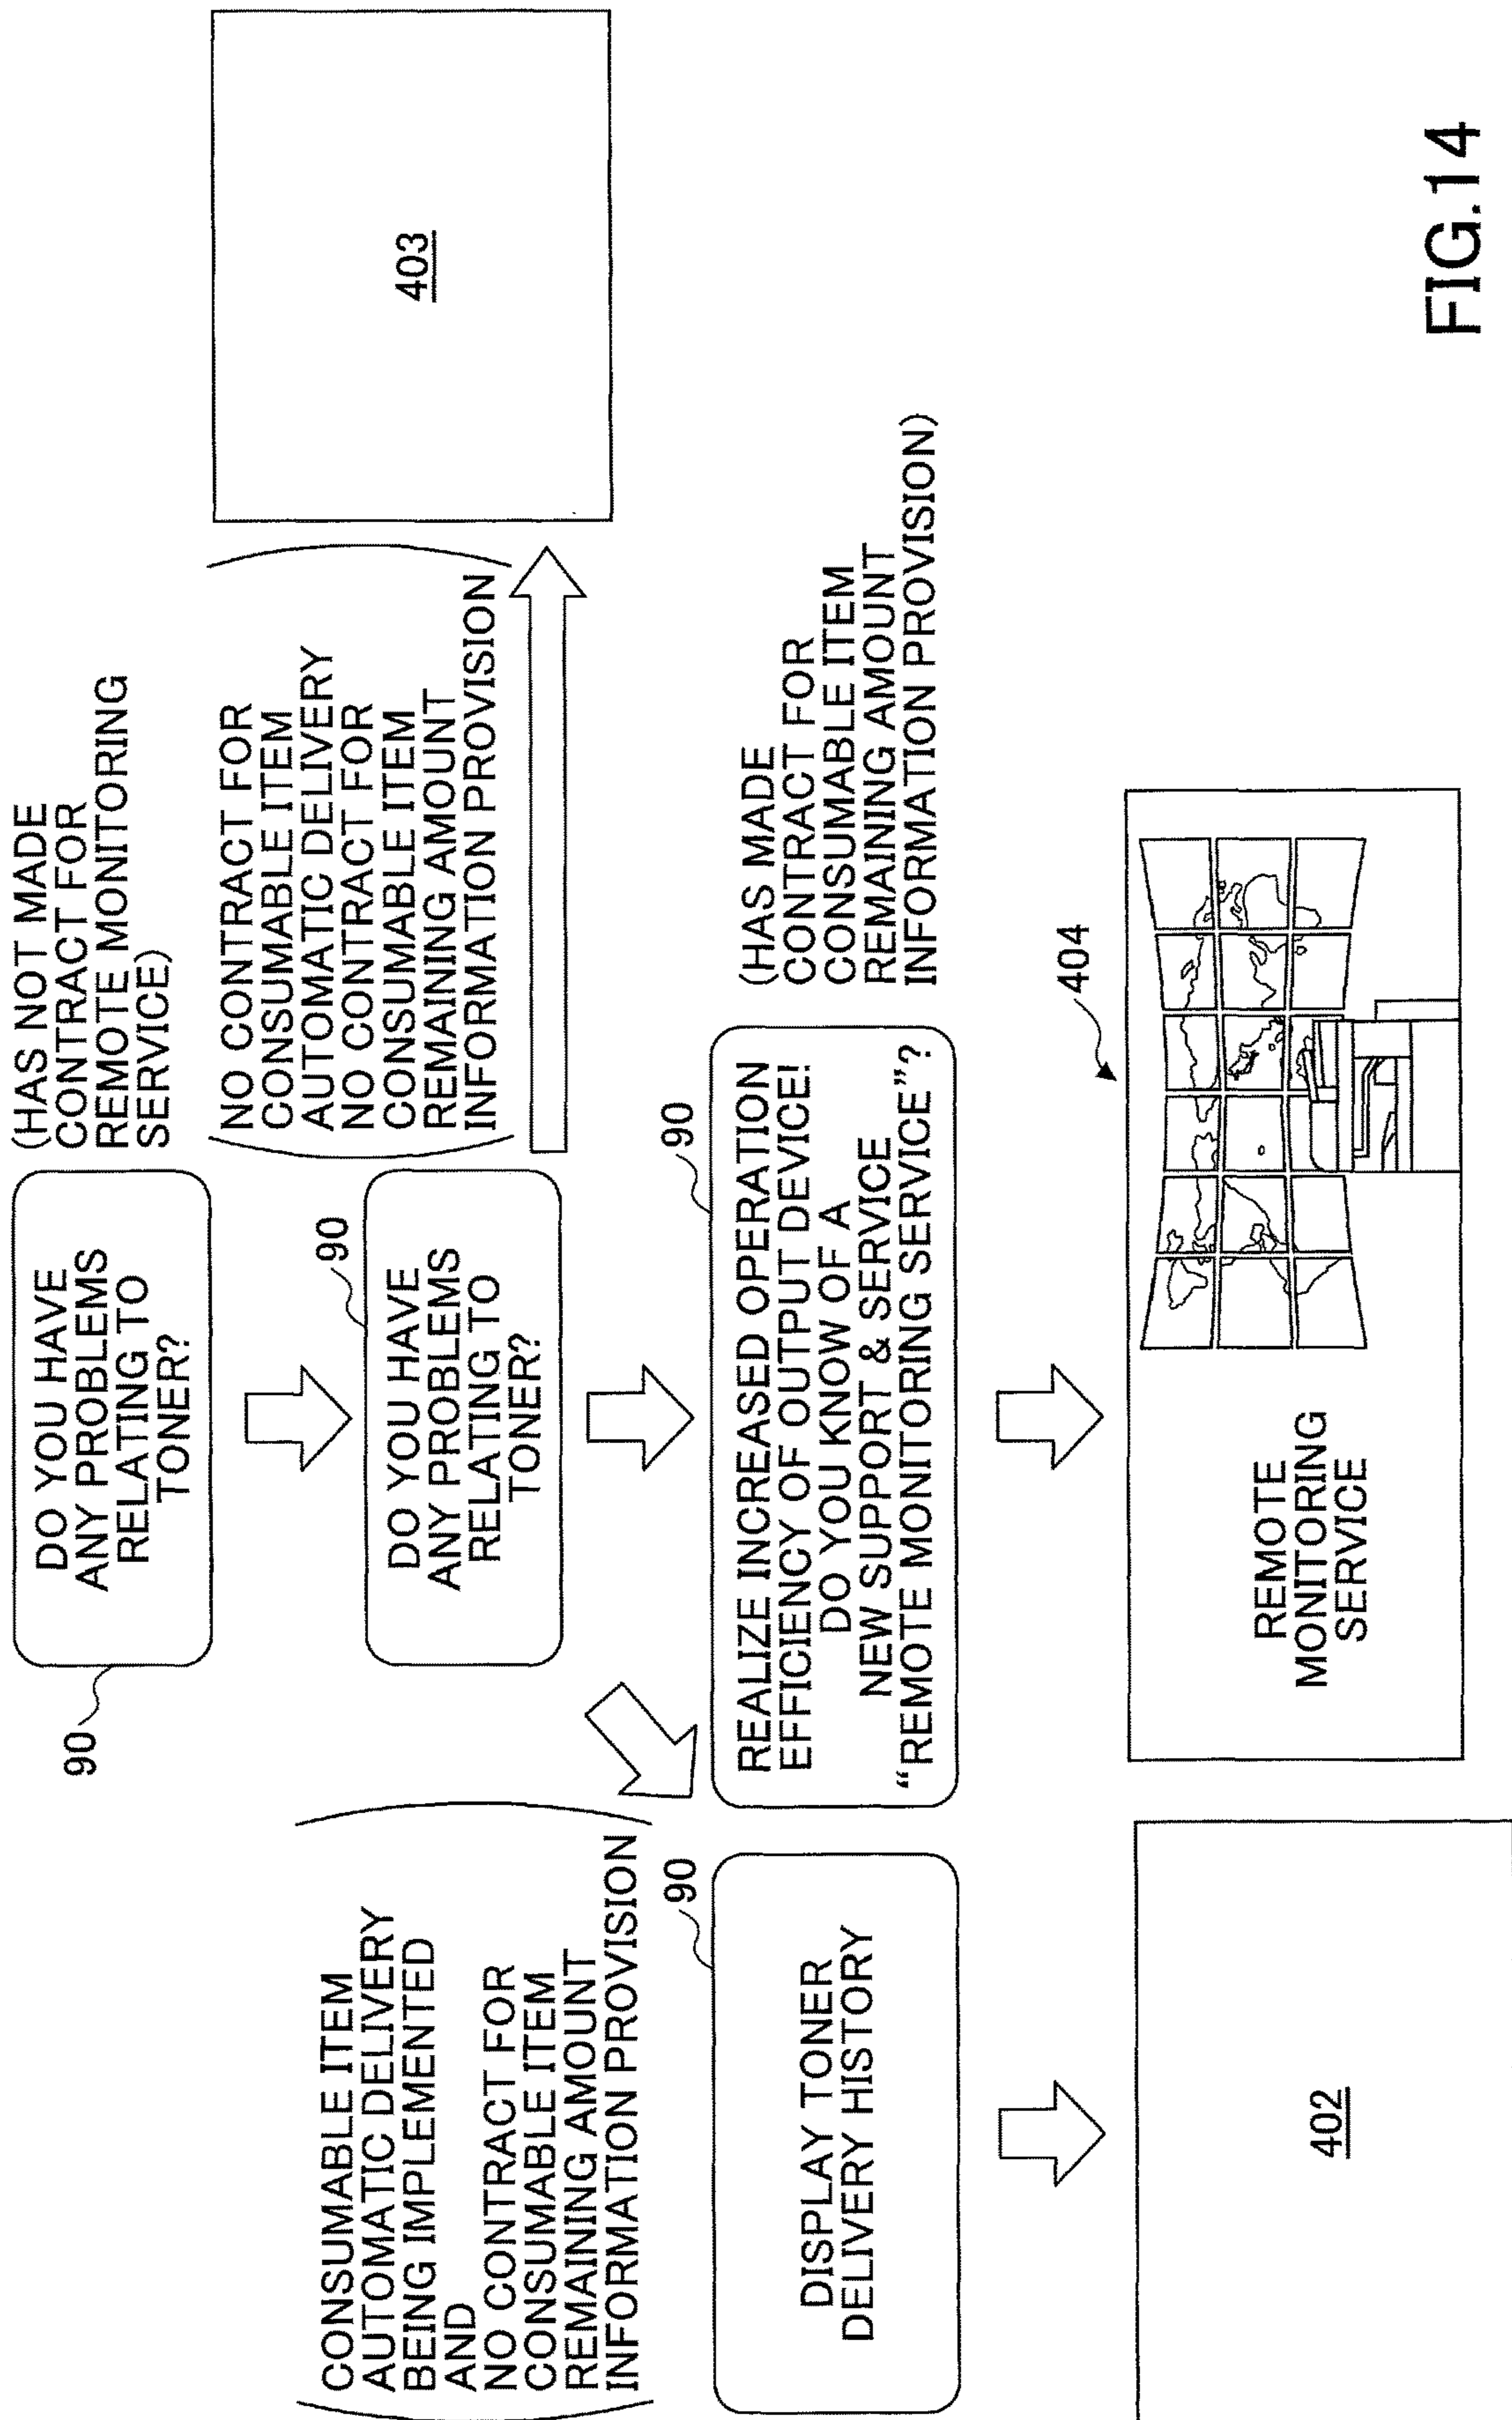 90
DO YOU HAVE
ANY PROBLEMS
RELATING TO
TONER?
(HAS NOT MADE
CONTRACT FOR
REMOTE MONITORING
SERVICE)
90
DO YOU HAVE
ANY PROBLEMS
RELATING TO
TONER?
NO CONTRACT FOR
CONSUMABLE ITEM
AUTOMATIC DELIVERY
NO CONTRACT FOR
CONSUMABLE ITEM
REMAINING AMOUNT
INFORMATION PROVISION
403
CONSUMABLE ITEM
AUTOMATIC DELIVERY
BEING IMPLEMENTED
AND
NO CONTRACT FOR
CONSUMABLE ITEM
REMAINING AMOUNT
INFORMATION PROVISION
90
DISPLAY TONER
DELIVERY HISTORY
90
REALIZE INCREASED OPERATION
EFFICIENCY OF OUTPUT DEVICE!
DO YOU KNOW OF A
NEW SUPPORT & SERVICE
“REMOTE MONITORING SERVICE”?
(HAS MADE
CONTRACT FOR
CONSUMABLE ITEM
REMAINING AMOUNT
INFORMATION PROVISION)
402
REMOTE
MONITORING
SERVICE
404
FIG.14